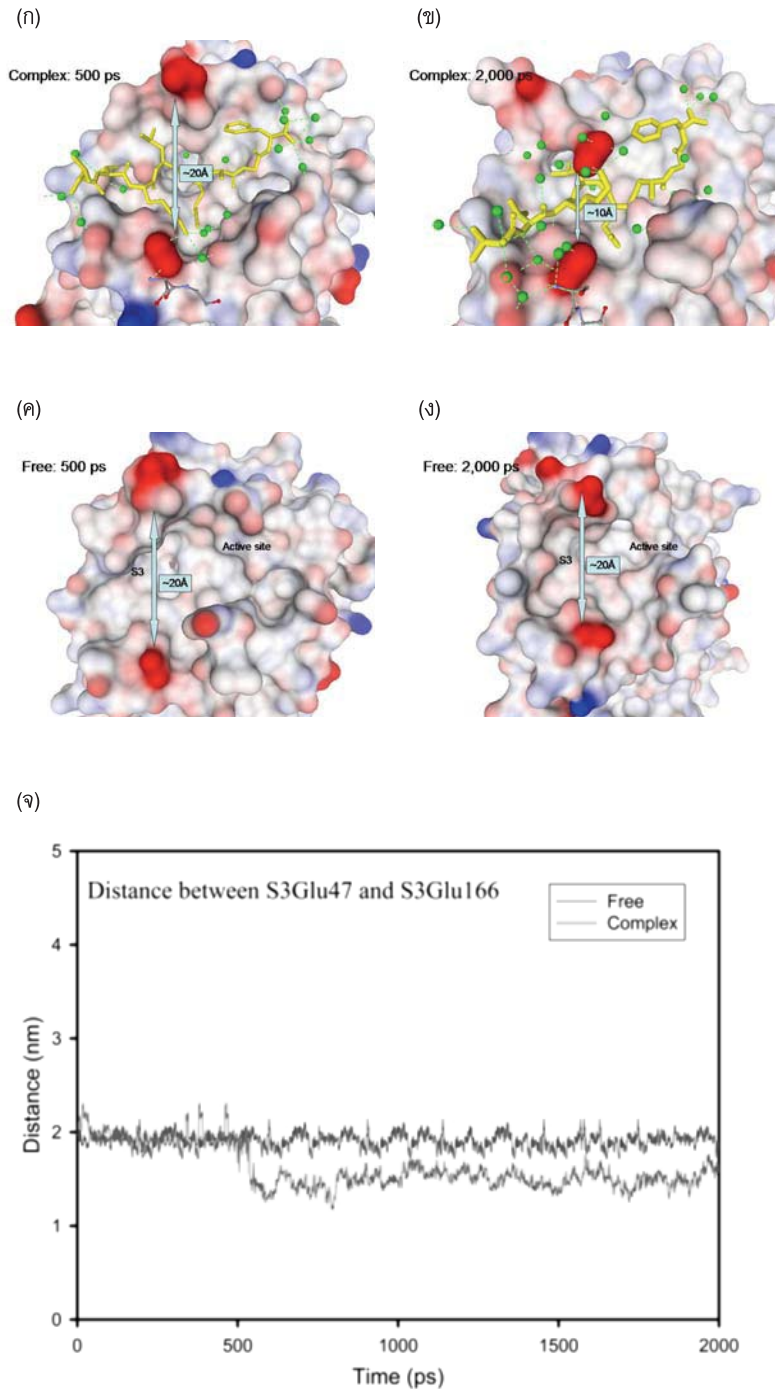 (ก)
(ข)
Complex: 500 ps
Complex: 2,000 ps
~20Å
~10Å
(ค)
(ง)
Free: 500 ps
Free: 2,000 ps
S3
Active site
~20Å
S3
Active site
~20Å
(จ)
Distance between S3Glu47 and S3Glu166
Free
Complex
Distance (nm)
5
4
3
2
1
0
0 500 1000 1500 2000
Time (ps)